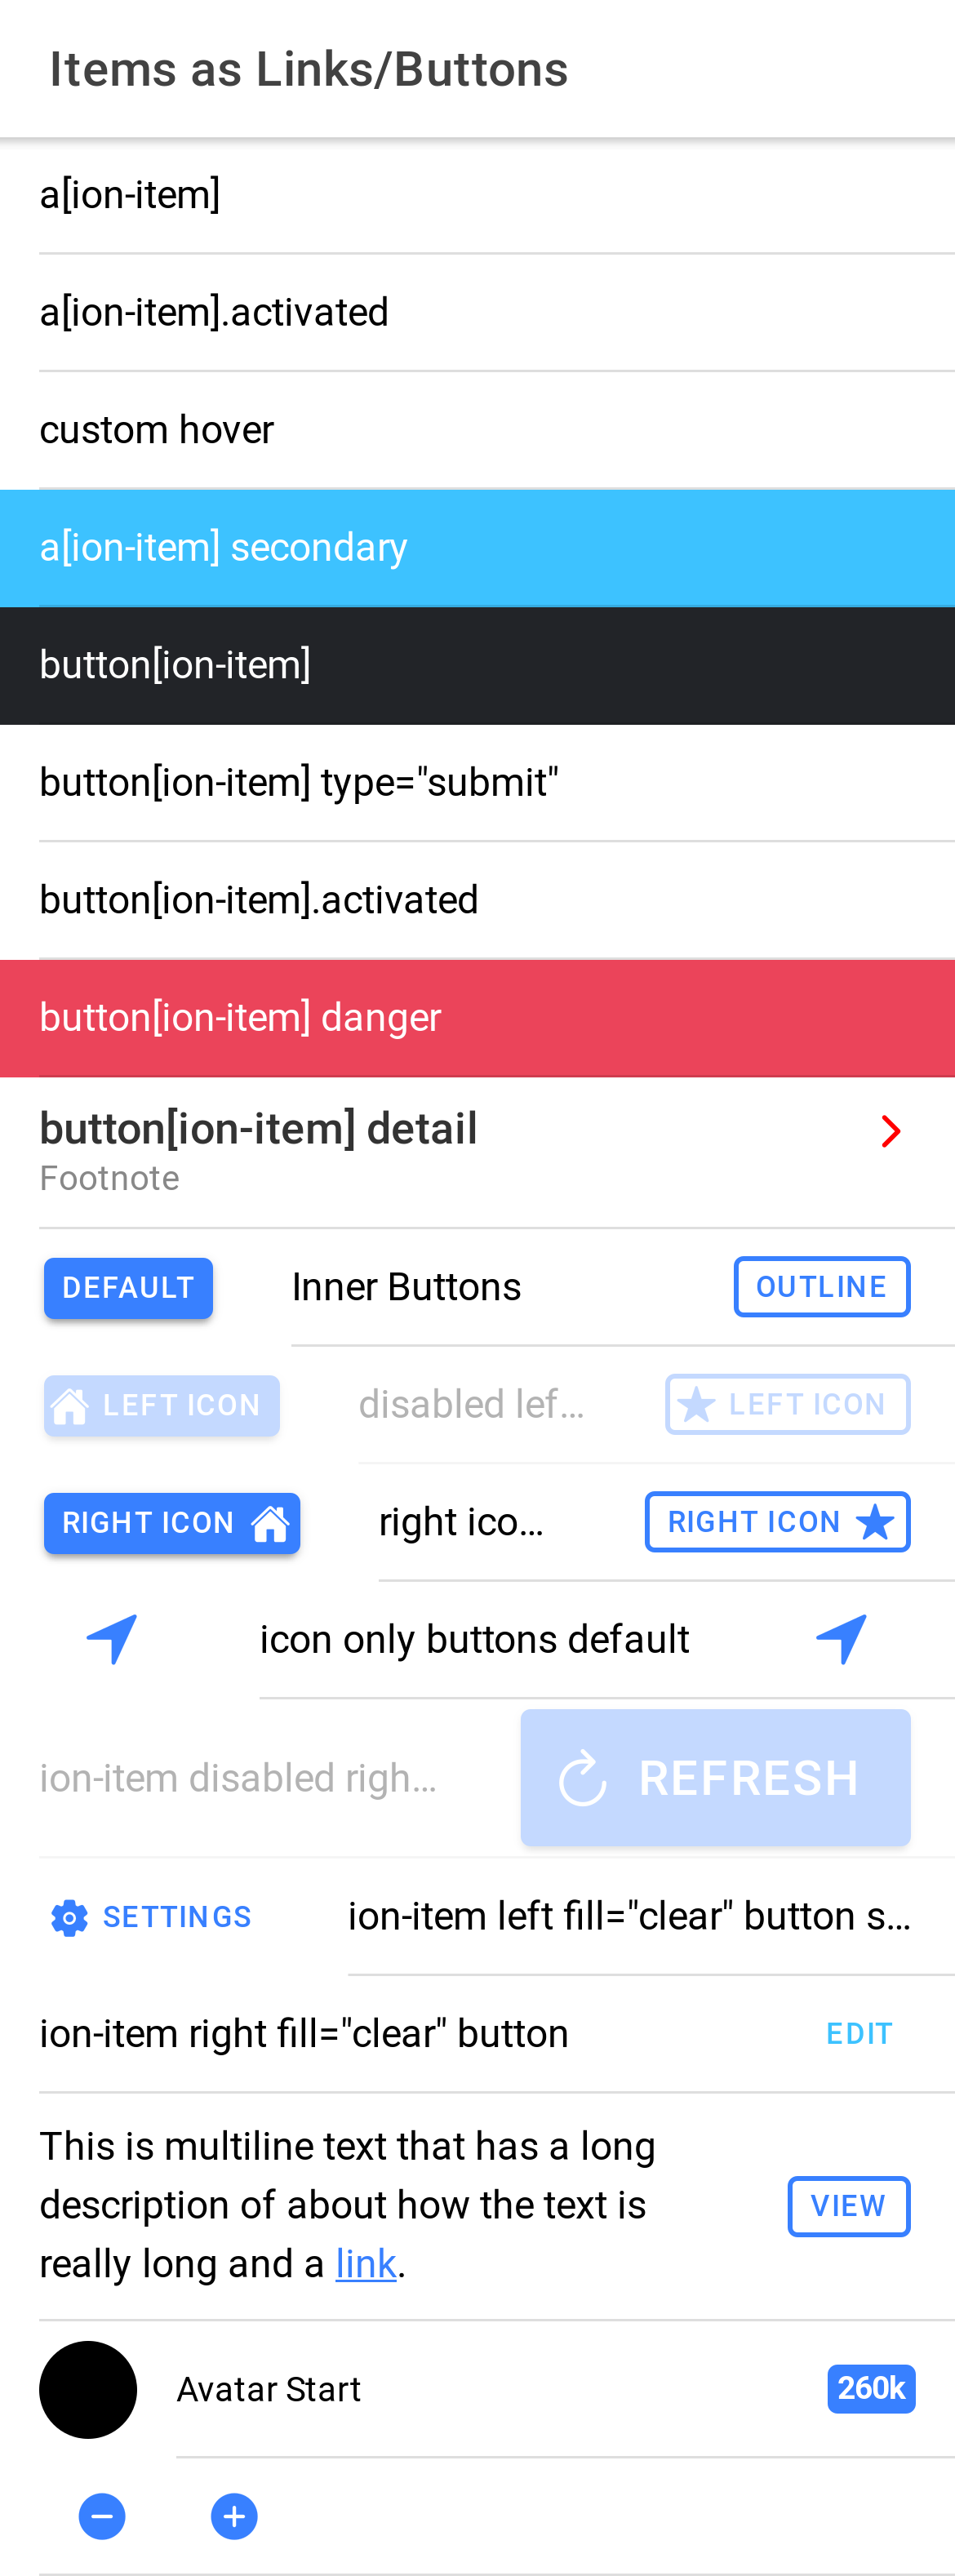 Items as Links/Buttons
a[ion-item]
a[ion-item].activated
custom hover
a[ion-item] secondary
button[ion-item]
button[ion-item] type="submit"
button[ion-item].activated
button[ion-item] danger
button[ion-item] detail
Footnote
DEFAULT Inner Buttons OUTLINE
LEFT ICON disabled lef... LEFT ICON
RIGHT ICON right ico... RIGHT ICON
icon only buttons default
ion-item disabled righ... REFRESH
SETTINGS ion-item left fill="clear" button s...
ion-item right fill="clear" button EDIT
This is multiline text that has a long
description of about how the text is
really long and a link.
VIEW
Avatar Start 260k